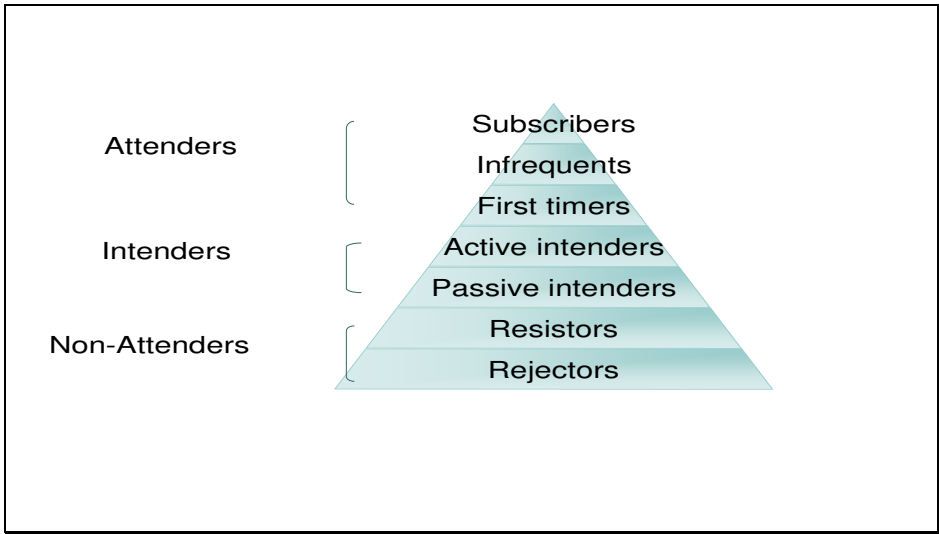 Subscribers
Attenders
Infrequents
First timers
Active intenders
Intenders
Passive intenders
Resistors
Non-Attenders
Rejectors